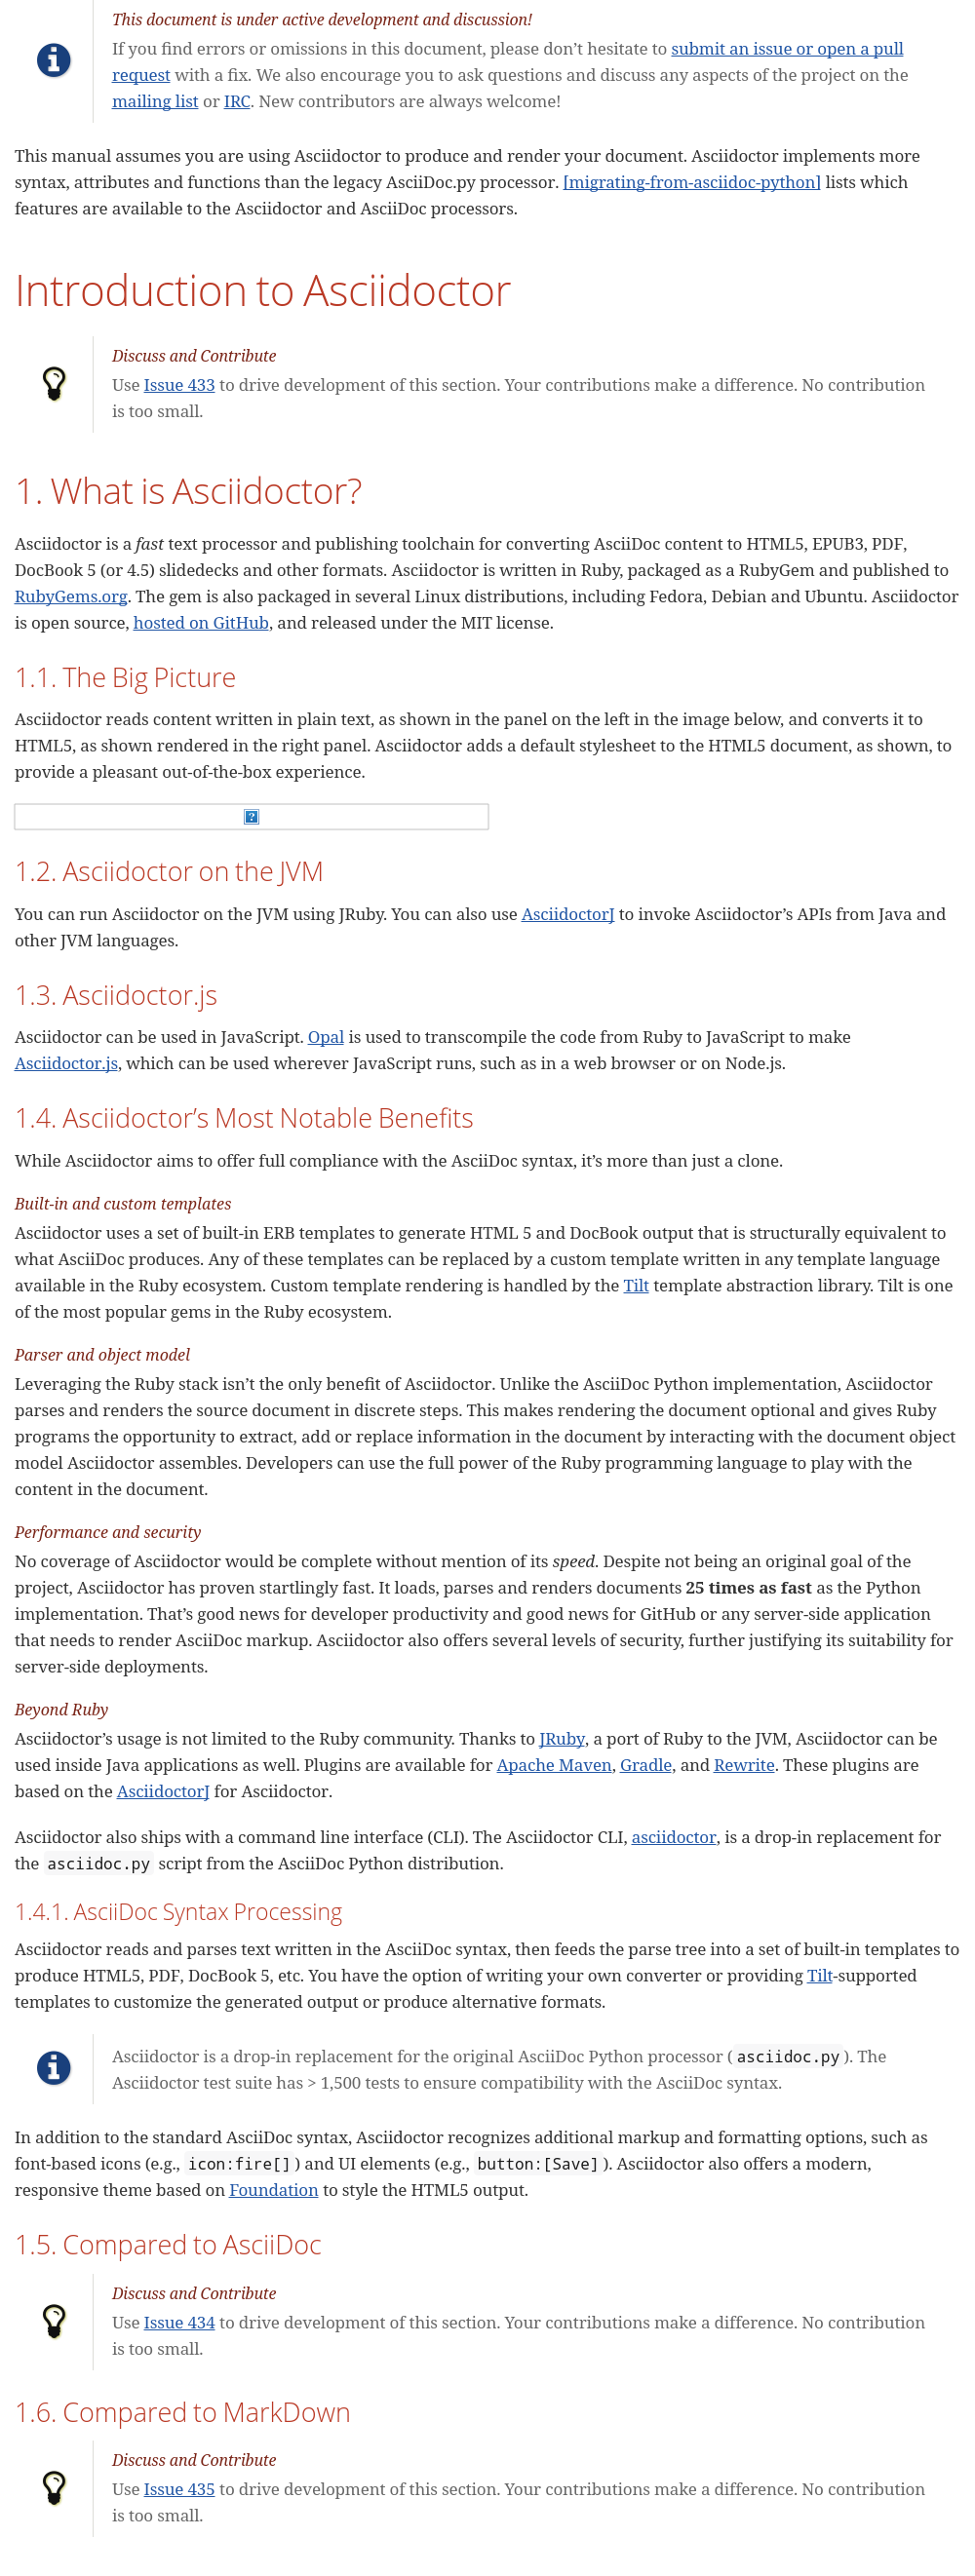 This document is under active development and discussion!
If you find errors or omissions in this document, please don’t hesitate to submit an issue or open a pull
request with a fix. We also encourage you to ask questions and discuss any aspects of the project on the
mailing list or IRC. New contributors are always welcome!
This manual assumes you are using Asciidoctor to produce and render your document. Asciidoctor implements more
syntax, attributes and functions than the legacy AsciiDoc.py processor. [migrating-from-asciidoc-python] lists which
features are available to the Asciidoctor and AsciiDoc processors.
Introduction to Asciidoctor
Discuss and Contribute
Use Issue 433 to drive development of this section. Your contributions make a difference. No contribution
is too small.
1. What is Asciidoctor?
Asciidoctor is a fast text processor and publishing toolchain for converting AsciiDoc content to HTML5, EPUB3, PDF,
DocBook 5 (or 4.5) slidedecks and other formats. Asciidoctor is written in Ruby, packaged as a RubyGem and published to
RubyGems.org. The gem is also packaged in several Linux distributions, including Fedora, Debian and Ubuntu. Asciidoctor
is open source, hosted on GitHub, and released under the MIT license.
1.1. The Big Picture
Asciidoctor reads content written in plain text, as shown in the panel on the left in the image below, and converts it to
HTML5, as shown rendered in the right panel. Asciidoctor adds a default stylesheet to the HTML5 document, as shown, to
provide a pleasant out-of-the-box experience.
1.2. Asciidoctor on the JVM
You can run Asciidoctor on the JVM using JRuby. You can also use AsciidoctorJ to invoke Asciidoctor’s APIs from Java and
other JVM languages.
1.3. Asciidoctor.js
Asciidoctor can be used in JavaScript. Opal is used to transcompile the code from Ruby to JavaScript to make
Asciidoctor.js, which can be used wherever JavaScript runs, such as in a web browser or on Node.js.
1.4. Asciidoctor’s Most Notable Benefits
While Asciidoctor aims to offer full compliance with the AsciiDoc syntax, it’s more than just a clone.
Built-in and custom templates
Asciidoctor uses a set of built-in ERB templates to generate HTML 5 and DocBook output that is structurally equivalent to
what AsciiDoc produces. Any of these templates can be replaced by a custom template written in any template language
available in the Ruby ecosystem. Custom template rendering is handled by the Tilt template abstraction library. Tilt is one
of the most popular gems in the Ruby ecosystem.
Parser and object model
Leveraging the Ruby stack isn’t the only benefit of Asciidoctor. Unlike the AsciiDoc Python implementation, Asciidoctor
parses and renders the source document in discrete steps. This makes rendering the document optional and gives Ruby
programs the opportunity to extract, add or replace information in the document by interacting with the document object
model Asciidoctor assembles. Developers can use the full power of the Ruby programming language to play with the
content in the document.
Performance and security
No coverage of Asciidoctor would be complete without mention of its speed. Despite not being an original goal of the
project, Asciidoctor has proven startlingly fast. It loads, parses and renders documents 25 times as fast as the Python
implementation. That’s good news for developer productivity and good news for GitHub or any server-side application
that needs to render AsciiDoc markup. Asciidoctor also offers several levels of security, further justifying its suitability for
server-side deployments.
Beyond Ruby
Asciidoctor’s usage is not limited to the Ruby community. Thanks to JRuby, a port of Ruby to the JVM, Asciidoctor can be
used inside Java applications as well. Plugins are available for Apache Maven, Gradle, and Rewrite. These plugins are
based on the AsciidoctorJ for Asciidoctor.
Asciidoctor also ships with a command line interface (CLI). The Asciidoctor CLI, asciidoctor, is a drop-in replacement for
the asciidoc.py script from the AsciiDoc Python distribution.
1.4.1. AsciiDoc Syntax Processing
Asciidoctor reads and parses text written in the AsciiDoc syntax, then feeds the parse tree into a set of built-in templates to
produce HTML5, PDF, DocBook 5, etc. You have the option of writing your own converter or providing Tilt-supported
templates to customize the generated output or produce alternative formats.
Asciidoctor is a drop-in replacement for the original AsciiDoc Python processor (asciidoc.py). The
Asciidoctor test suite has > 1,500 tests to ensure compatibility with the AsciiDoc syntax.
In addition to the standard AsciiDoc syntax, Asciidoctor recognizes additional markup and formatting options, such as
font-based icons (e.g., icon:fire[]) and UI elements (e.g., button:[Save]). Asciidoctor also offers a modern,
responsive theme based on Foundation to style the HTML5 output.
1.5. Compared to AsciiDoc
Discuss and Contribute
Use Issue 434 to drive development of this section. Your contributions make a difference. No contribution
is too small.
1.6. Compared to MarkDown
Discuss and Contribute
Use Issue 435 to drive development of this section. Your contributions make a difference. No contribution
is too small.